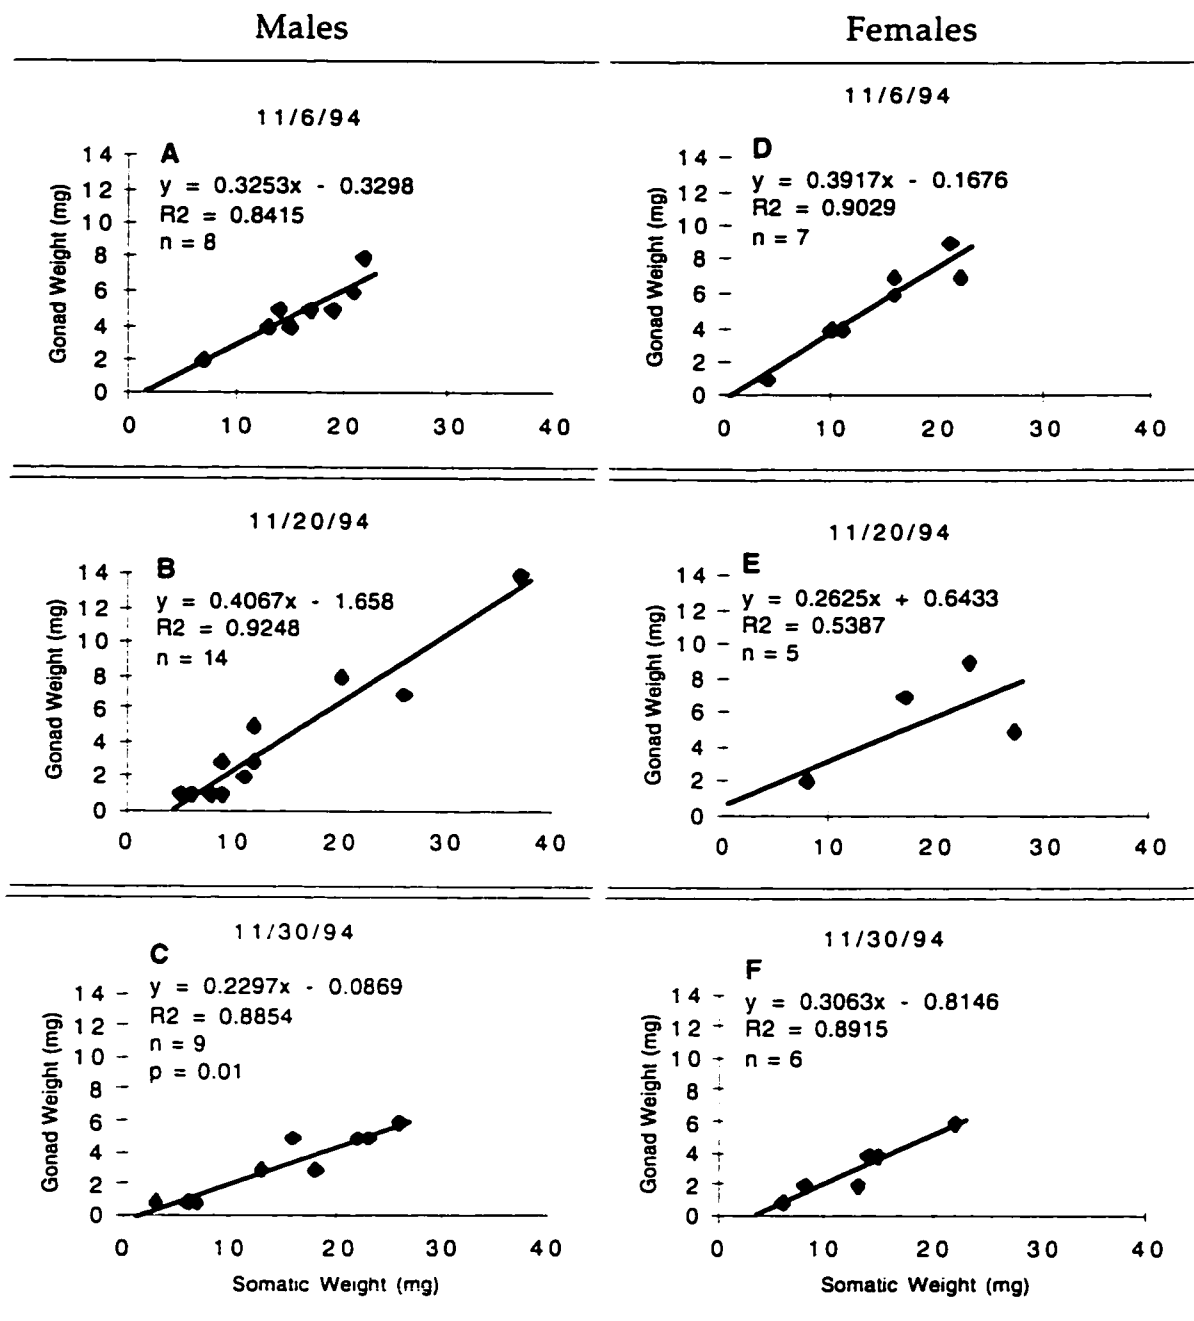 Males
Females
11/6/94
A
y = 0.3253x - 0.3298
R2 = 0.8415
n = 8
Gonad Weight (mg)
14
12
10
8
6
4
2
0
0 10 20 30 40
11/6/94
D
y = 0.3917x - 0.1676
R2 = 0.9029
n = 7
Gonad Weight (mg)
14
12
10
8
6
4
2
0
0 10 20 30 40
11/20/94
B
y = 0.4067x - 1.658
R2 = 0.9248
n = 14
Gonad Weight (mg)
14
12
10
8
6
4
2
0
0 10 20 30 40
11/20/94
E
y = 0.2625x + 0.6433
R2 = 0.5387
n = 5
Gonad Weight (mg)
14
12
10
8
6
4
2
0
0 10 20 30 40
11/30/94
C
y = 0.2297x - 0.0869
R2 = 0.8854
n = 9
p = 0.01
Gonad Weight (mg)
14
12
10
8
6
4
2
0
0 10 20 30 40
Somatic Weight (mg)
11/30/94
F
y = 0.3063x - 0.8146
R2 = 0.8915
n = 6
Gonad Weight (mg)
14
12
10
8
6
4
2
0
0 10 20 30 40
Somatic Weight (mg)